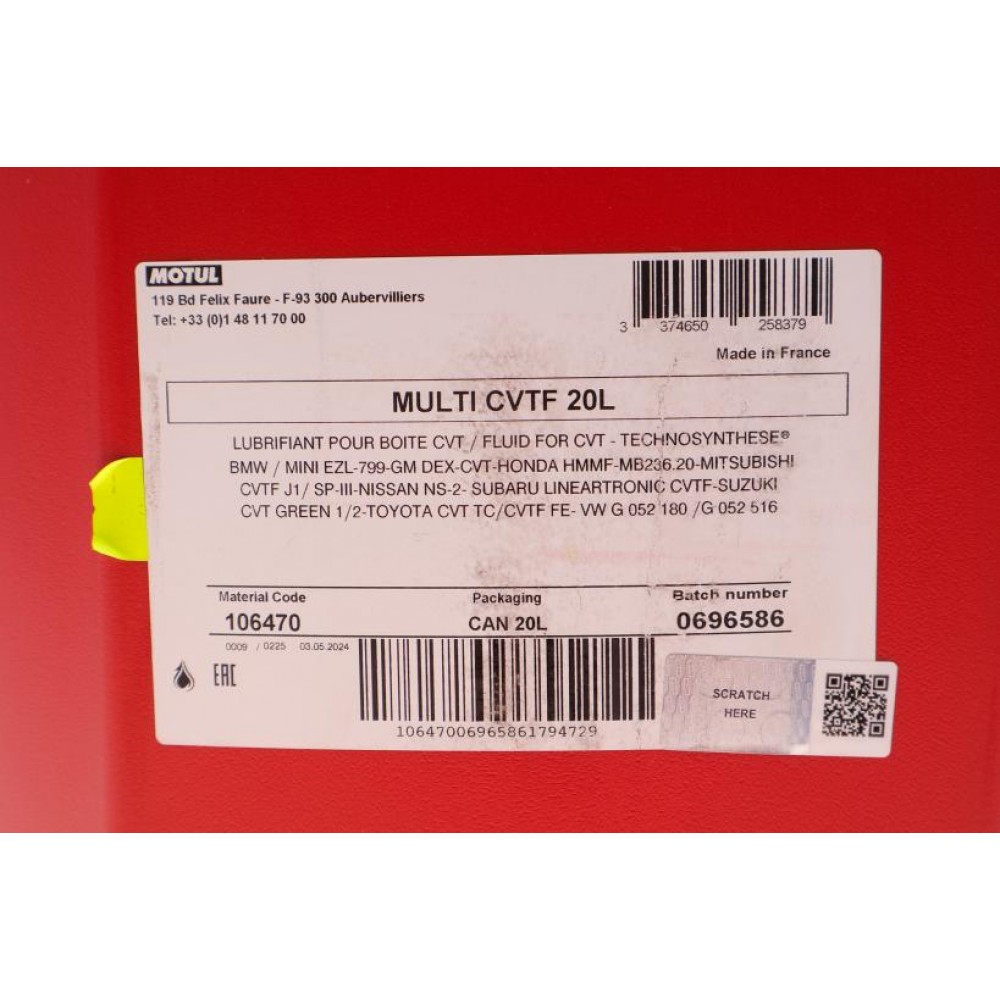 MOTUL
119 Bd Felix Faure - F-93 300 Aubervilliers
Tel: +33 (0)1 48 11 70 00
3 374650 258379
Made in France
MULTI CVTF 20L
LUBRIFIANT POUR BOITE CVT / FLUID FOR CVT - TECHNOSYNTHESE®
BMW / MINI EZL-799-GM DEX-CVT-HONDA HMMF-MB236.20-MITSUBISHI
CVTF J1/ SP-III-NISSAN NS-2- SUBARU LINEARTRONIC CVTF-SUZUKI
CVT GREEN 1/2-TOYOTA CVT TC/CVTF FE- VW G 052 180 /G 052 516
Material Code Packaging Batch number
106470 CAN 20L 0696586
0009 / 0225 03.05.2024
EAC
10647006965861794729
SCRATCH
HERE